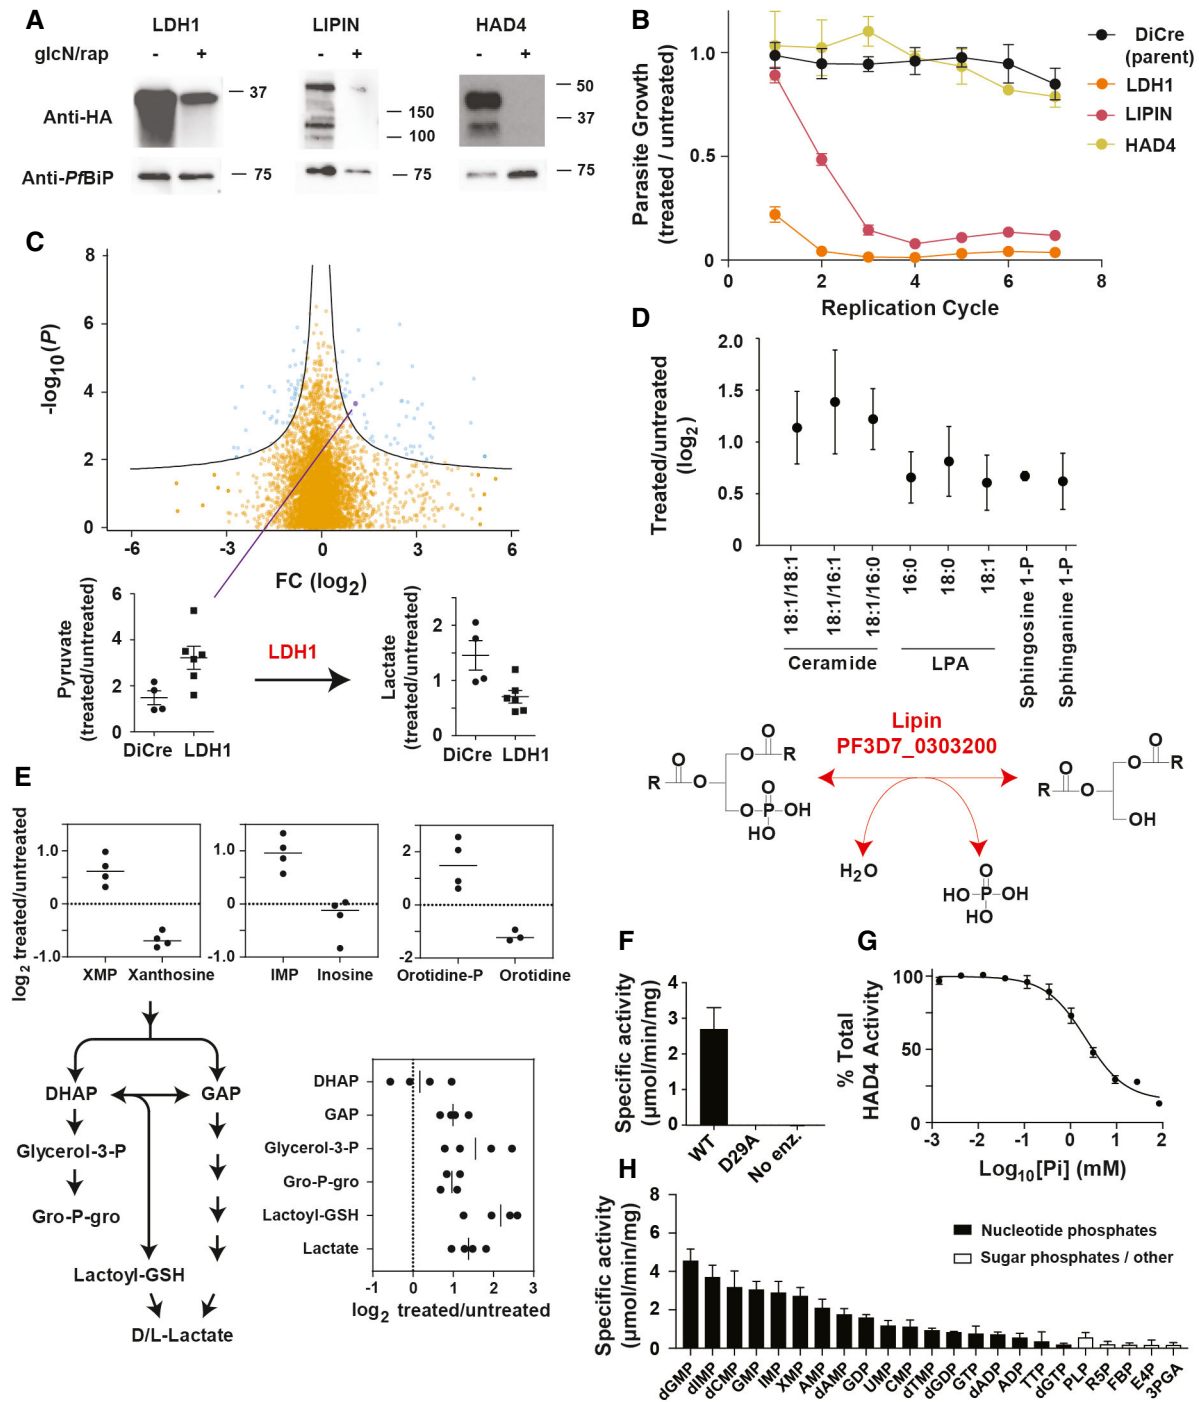 A
LDH1
LIPIN
HAD4
glcN/rap
-
+
-
+
-
+
Anti-HA
37
150
100
50
37
Anti-PfBiP
75
75
75
B
Parasite Growth
(treated / untreated)
1.0
0.5
0
0
2
4
6
8
Replication Cycle
DiCre
(parent)
LDH1
LIPIN
HAD4
C
-log10(P)
8
6
4
2
0
-6
-3
0
3
6
FC (log2)
Pyruvate
(treated/untreated)
6
4
2
0
DiCre
LDH1
LDH1
Lactate
(treated/untreated)
2
1
0
DiCre
LDH1
D
Treated/untreated
(log2)
2.0
1.5
1.0
0.5
0
18:1/18:1
18:1/16:1
18:1/16:0
16:0
18:0
18:1
Sphingosine 1-P
Sphinganine 1-P
Ceramide
LPA
Lipin
PF3D7_0303200
O
R
O
O
O
R
O
O
P
OH
HO
H2O
O
HO
P
OH
HO
O
R
O
O
O
R
OH
E
log2 treated/untreated
1.0
0
-1.0
XMP
Xanthosine
1.0
0
-1.0
IMP
Inosine
2
0
-2
Orotidine-P
Orotidine
DHAP
GAP
Glycerol-3-P
Gro-P-gro
Lactoyl-GSH
D/L-Lactate
DHAP
GAP
Glycerol-3-P
Gro-P-gro
Lactoyl-GSH
Lactate
-1
0
1
2
3
log2 treated/untreated
F
Specific activity
(µmol/min/mg)
4
3
2
1
0
WT
D29A
No enz.
G
% Total
HAD4 Activity
100
50
0
-3
-2
-1
0
1
2
Log10[Pi] (mM)
H
Specific activity
(µmol/min/mg)
8
6
4
2
0
Nucleotide phosphates
Sugar phosphates / other
dGMP
dIMP
dCMP
GMP
IMP
XMP
AMP
dAMP
GDP
UMP
CMP
dTMP
dGDP
GTP
dADP
ADP
TTP
dGTP
PLP
R5P
FBP
E4P
3PGA